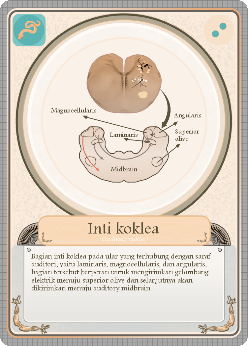 Magnocellularis
Angularis
Laminaris
Superior
olive
Midbrain
Inti koklea
Bagian inti koklea pada ular yang terhubung dengan saraf
auditori, yaitu laminaris, magnocellularis, dan angularis,
bagian tersebut berperan untuk mengirimkan gelombang
elektrik menuju superior olive dan selanjutnya akan
dikirimkan menuju auditory midbrain